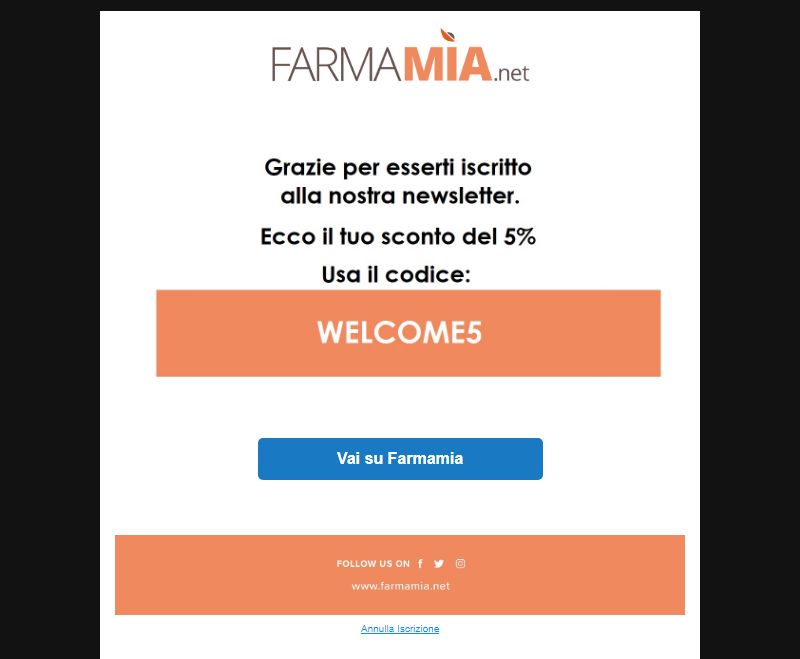 FARMAMÌA.net
Grazie per esserti iscritto
alla nostra newsletter.
Ecco il tuo sconto del 5%
Usa il codice:
WELCOME5
Vai su Farmamia
FOLLOW US ON
www.farmamia.net
Annulla Iscrizione